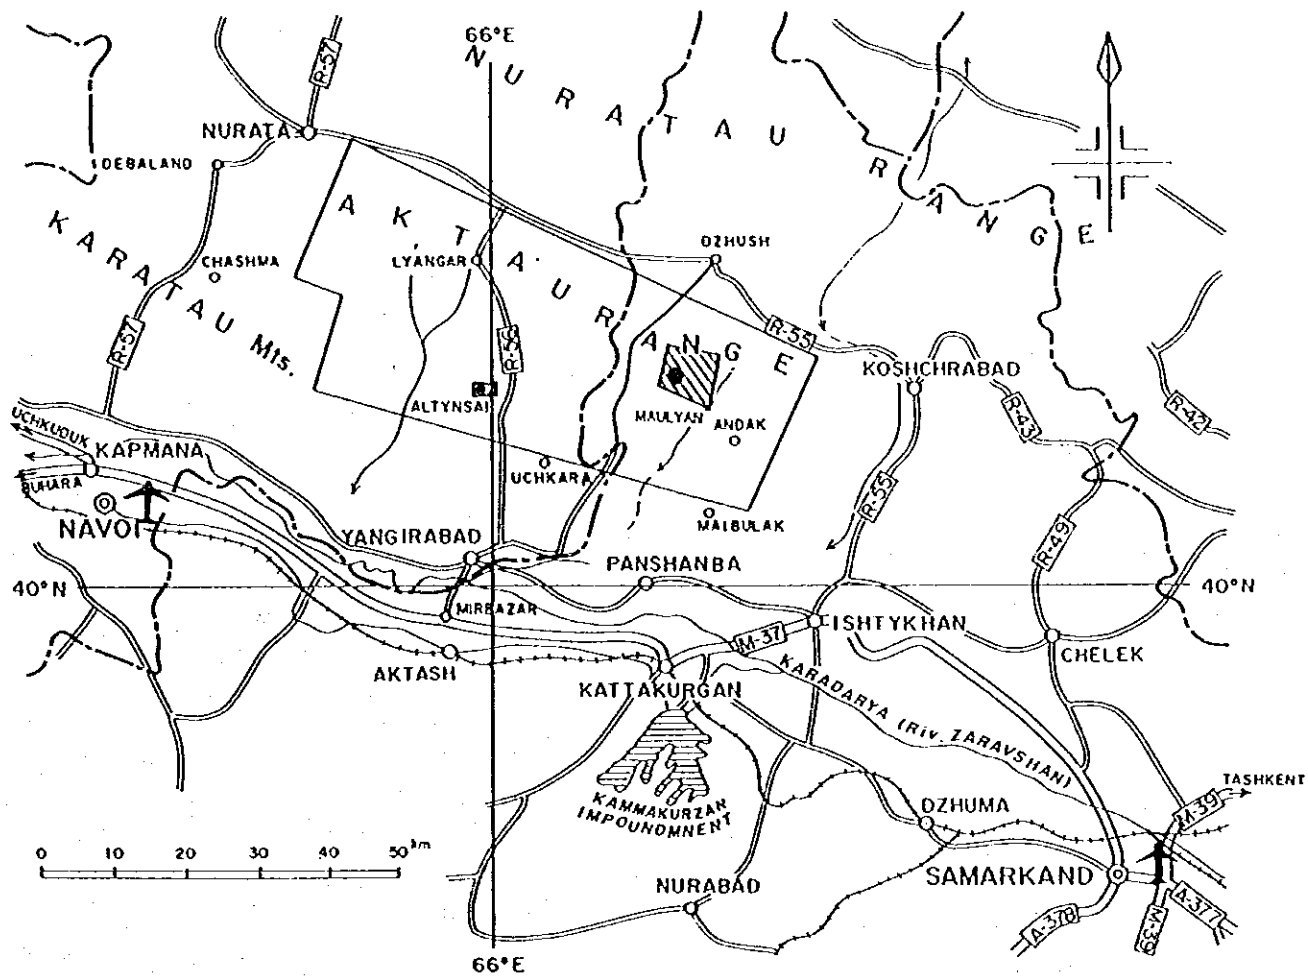 66°E
NURATAU RANGE
R-57
NURATA
DEBALAND
AKTAU RANGE
KARATAU Mts.
CHASHMA
LYANGAR
DZHUSH
R-57
R-56
R-55
KOSHCHRABAD
ALTYNSAI
MAULYAN
ANDAK
R-43
R-42
UCHKUDUK
KAPMANA
BUHARA
NAVOI
UCHKARA
MALBULAK
R-55
R-49
YANGIRABAD
PANSHANBA
40°N
40°N
MIRBAZAR
ISHTYKHAN
M-37
AKTASH
CHELEK
KATTAKURGAN
KARADARYA (Riv. ZARAVSHAN)
KAMMAKURZAN
IMPOUNDMNENT
DZHUMA
TASHKENT
M-39
0 10 20 30 40 50 km
SAMARKAND
NURABAD
A-378
M-39
A-377
66°E